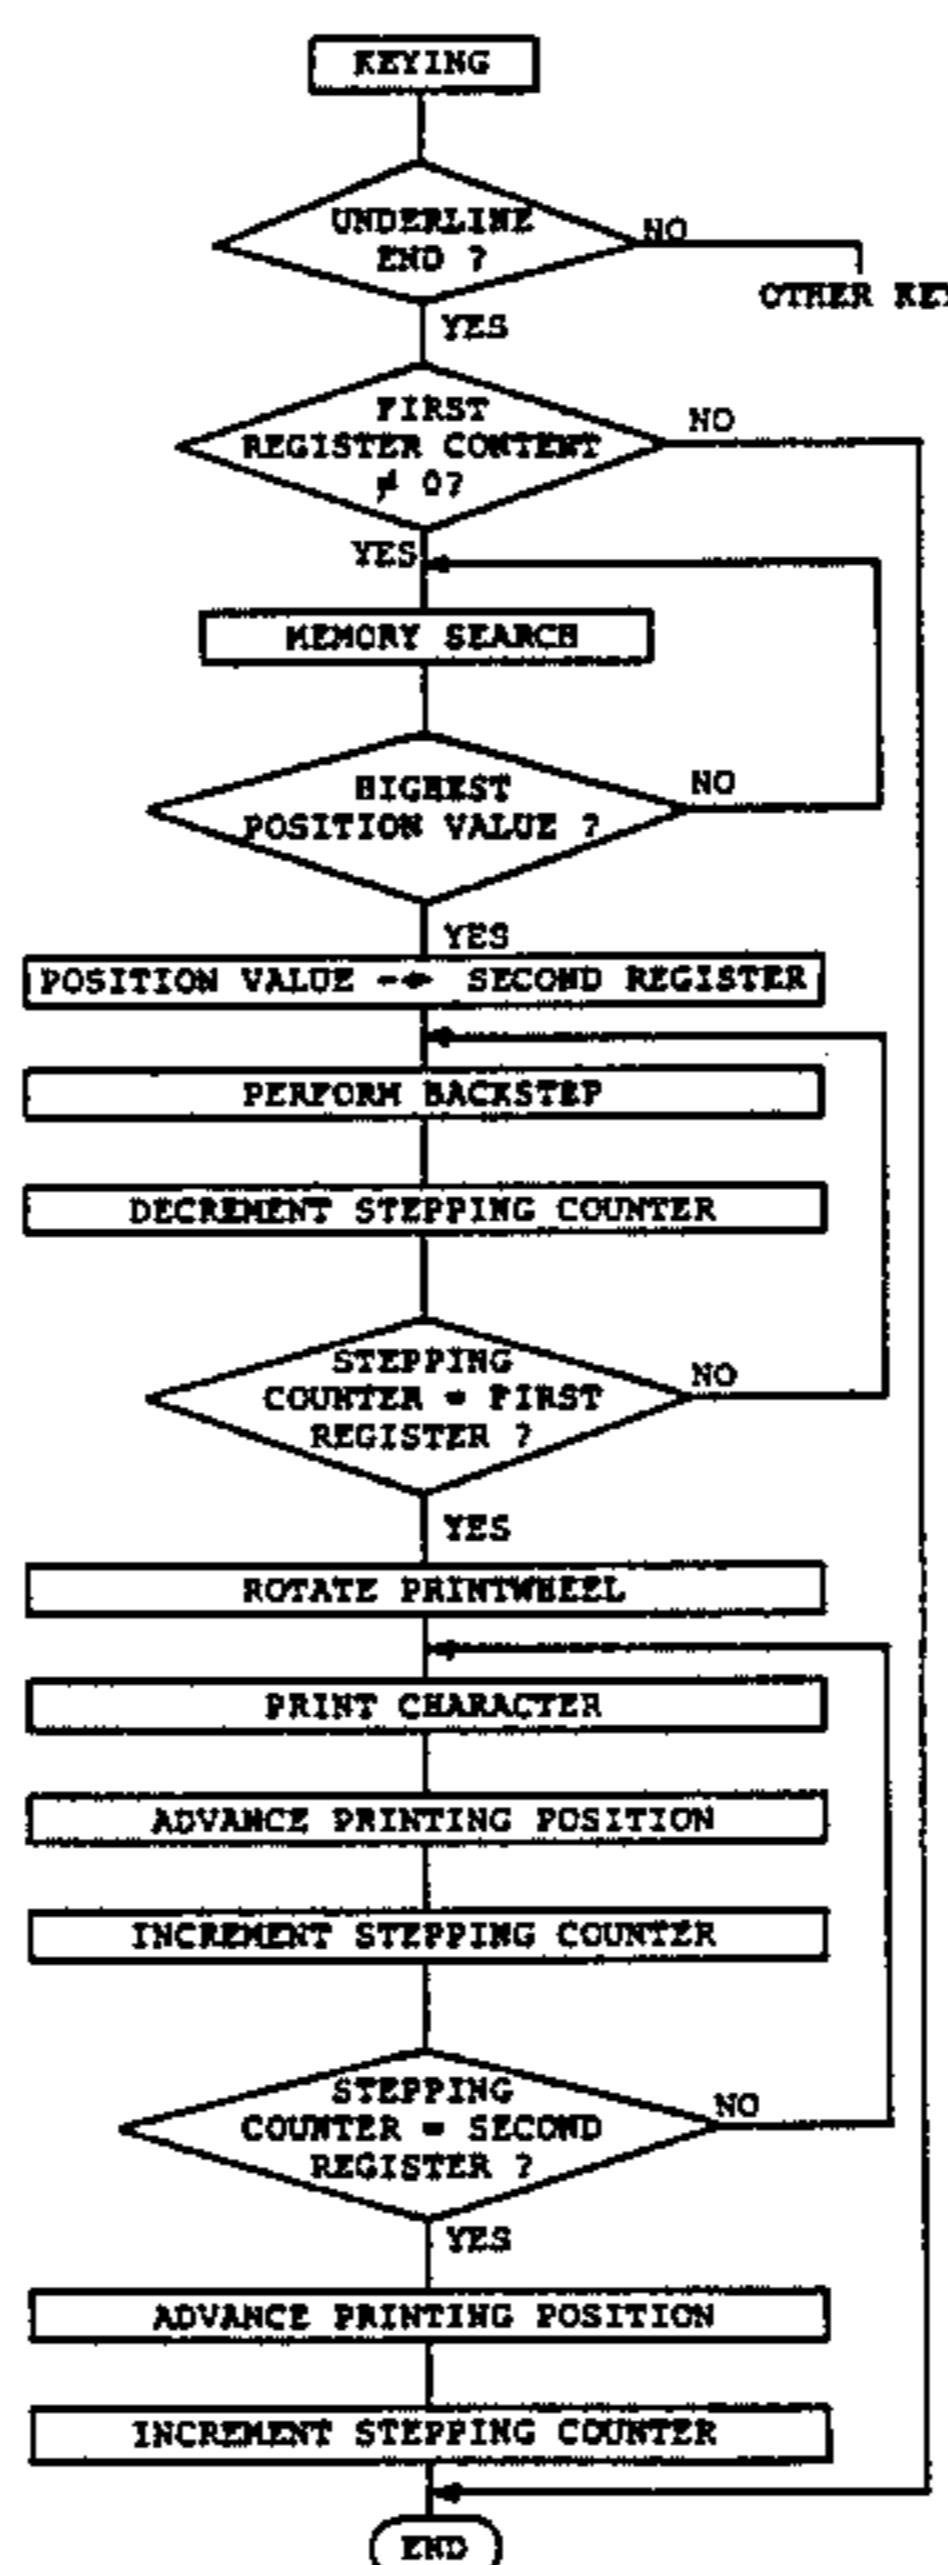 KEYING
UNDERLINE
END ?
NO
OTHER KEY
YES
FIRST
REGISTER CONTENT
≠ 0?
NO
YES
MEMORY SEARCH
HIGHEST
POSITION VALUE ?
NO
YES
POSITION VALUE → SECOND REGISTER
PERFORM BACKSTEP
DECREMENT STEPPING COUNTER
STEPPING
COUNTER = FIRST
REGISTER ?
NO
YES
ROTATE PRINTWHEEL
PRINT CHARACTER
ADVANCE PRINTING POSITION
INCREMENT STEPPING COUNTER
STEPPING
COUNTER = SECOND
REGISTER ?
NO
YES
ADVANCE PRINTING POSITION
INCREMENT STEPPING COUNTER
END